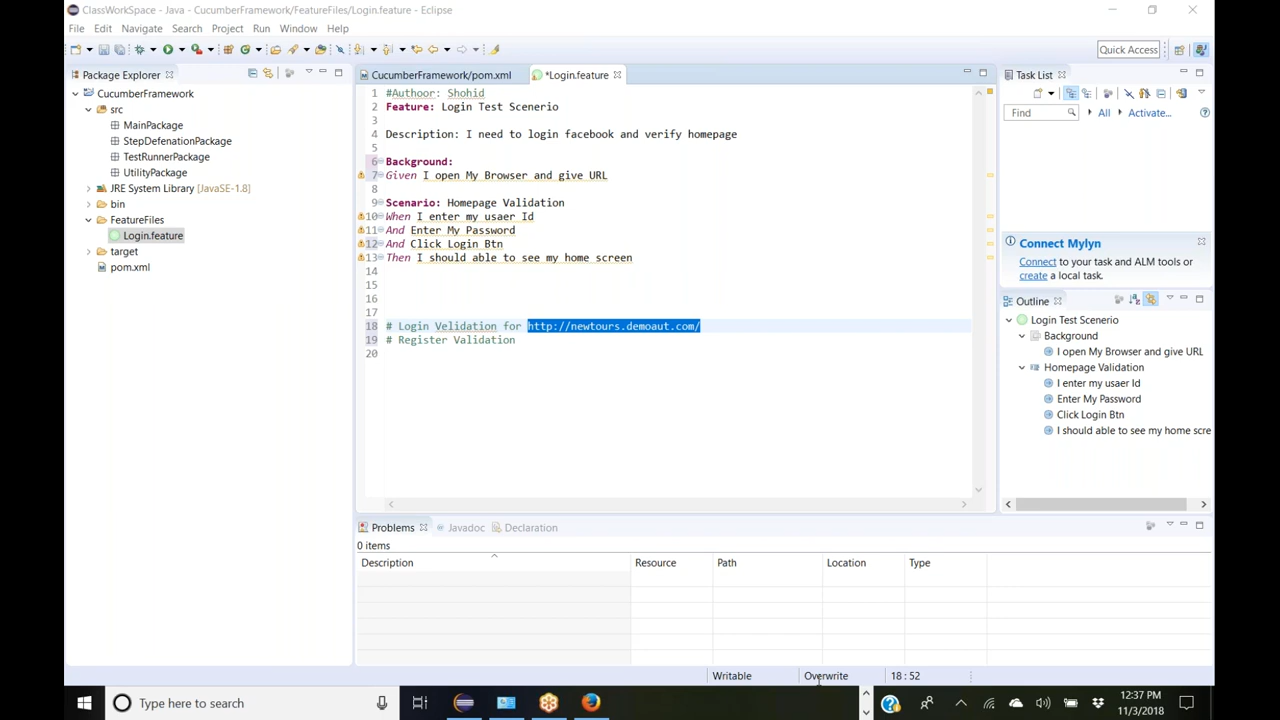 ClassWorkSpace - Java - CucumberFramework/FeatureFiles/Login.feature - Eclipse
File Edit Navigate Search Project Run Window Help
Quick Access
Package Explorer
CucumberFramework
src
MainPackage
StepDefenationPackage
TestRunnerPackage
UtilityPackage
JRE System Library [JavaSE-1.8]
bin
FeatureFiles
Login.feature
target
pom.xml
CucumberFramework/pom.xml
*Login.feature
1 #Authoor: Shohid
2 Feature: Login Test Scenerio
3
4 Description: I need to login facebook and verify homepage
5
6 Background:
7 Given I open My Browser and give URL
8
9 Scenario: Homepage Validation
10 When I enter my usaer Id
11 And Enter My Password
12 And Click Login Btn
13 Then I should able to see my home screen
14
15
16
17
18 # Login Velidation for http://newtours.demoaut.com/
19 # Register Validation
20
Task List
Find All Activate...
Connect Mylyn
Connect to your task and ALM tools or
create a local task.
Outline
Login Test Scenerio
Background
I open My Browser and give URL
Homepage Validation
I enter my usaer Id
Enter My Password
Click Login Btn
I should able to see my home scre
Problems Javadoc Declaration
0 items
Description Resource Path Location Type
Writable Overwrite 18 : 52
Type here to search
12:37 PM
11/3/2018